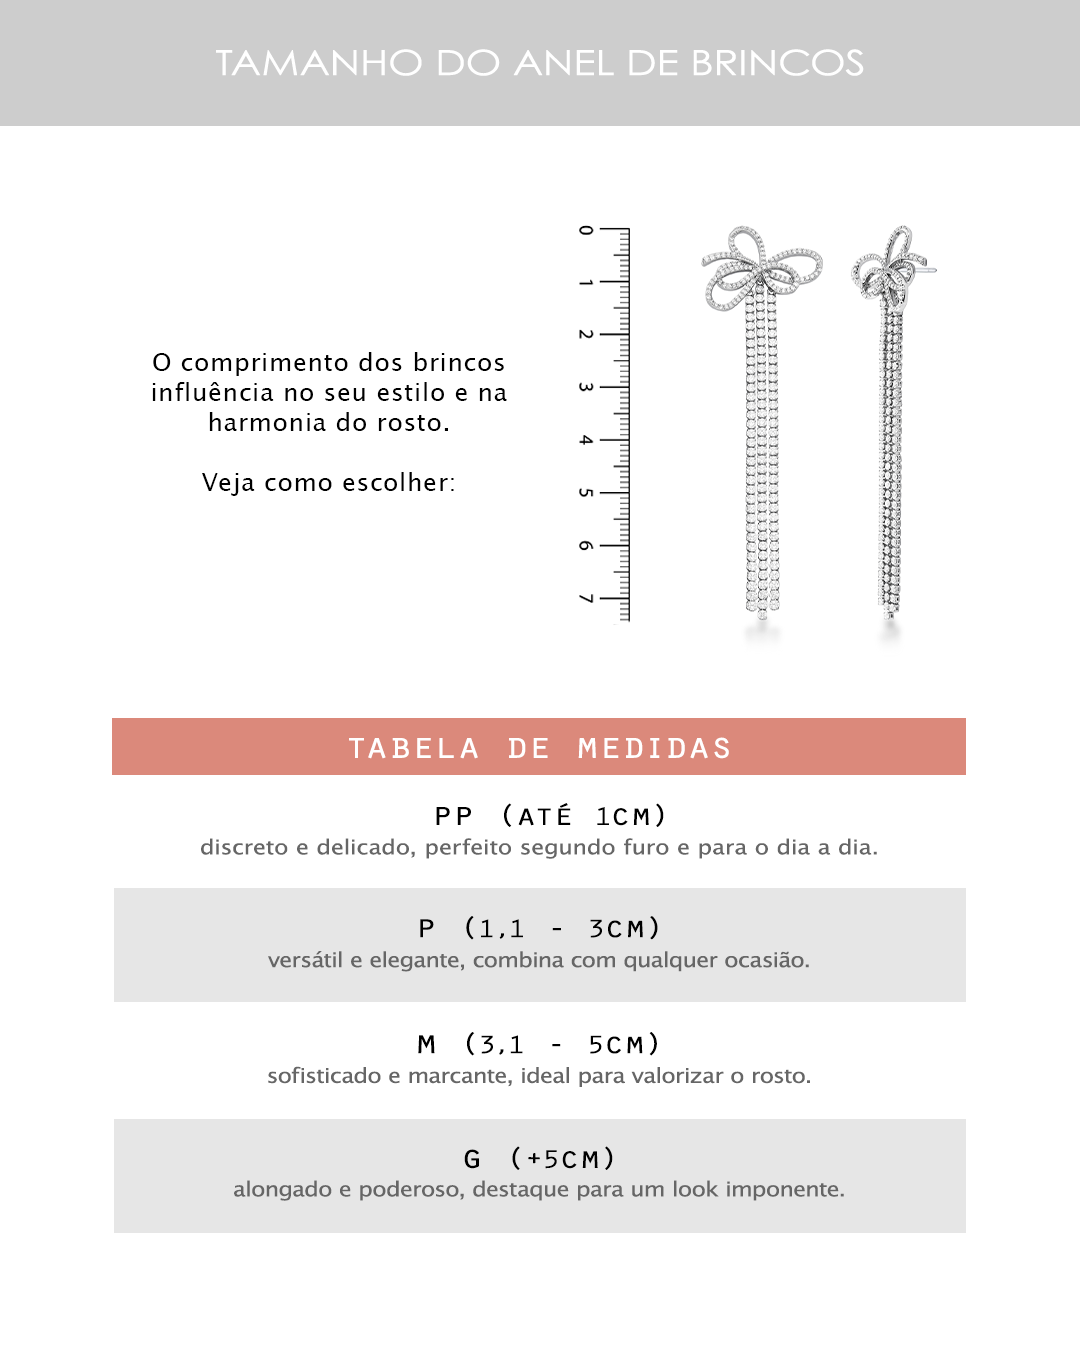 TAMANHO DO ANEL DE BRINCOS
O comprimento dos brincos
influência no seu estilo e na
harmonia do rosto.
Veja como escolher:
0
1
2
3
4
5
6
7
TABELA DE MEDIDAS
PP (ATÉ 1CM)
discreto e delicado, perfeito segundo furo e para o dia a dia.
P (1,1 - 3CM)
versátil e elegante, combina com qualquer ocasião.
M (3,1 - 5CM)
sofisticado e marcante, ideal para valorizar o rosto.
G (+5CM)
alongado e poderoso, destaque para um look imponente.